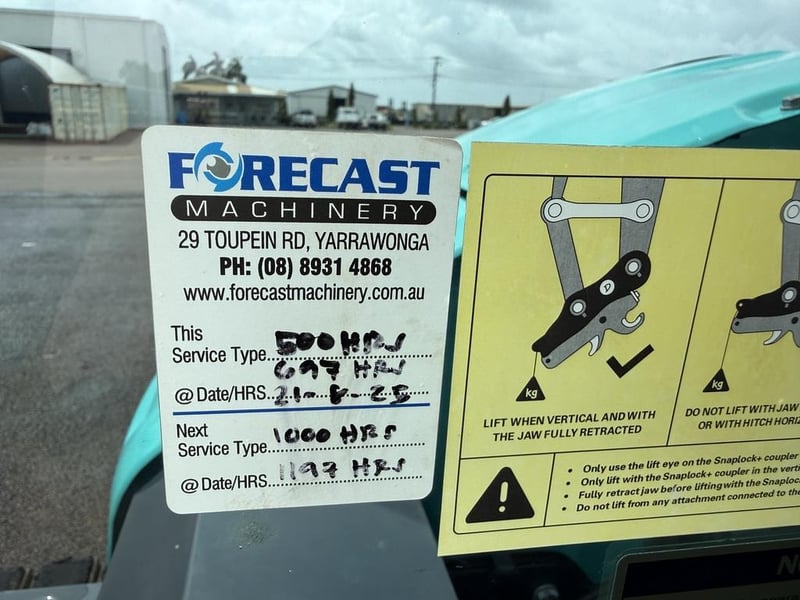 FORECAST
MACHINERY
29 TOUPEIN RD, YARRAWONGA
PH: (08) 8931 4868
www.forecastmachinery.com.au
This
Service Type 500 HRS
697 HRS
@ Date/HRS 21-8-25
Next
Service Type 1000 HRS
@ Date/HRS 1197 HRS
kg
LIFT WHEN VERTICAL AND WITH
THE JAW FULLY RETRACTED
kg
DO NOT LIFT WITH JAW
OR WITH HITCH HORIZ
• Only use the lift eye on the Snaplock+ coupler
• Only lift with the Snaplock+ coupler in the verti
• Fully retract jaw before lifting with the Snaploc
• Do not lift from any attachment connected to the